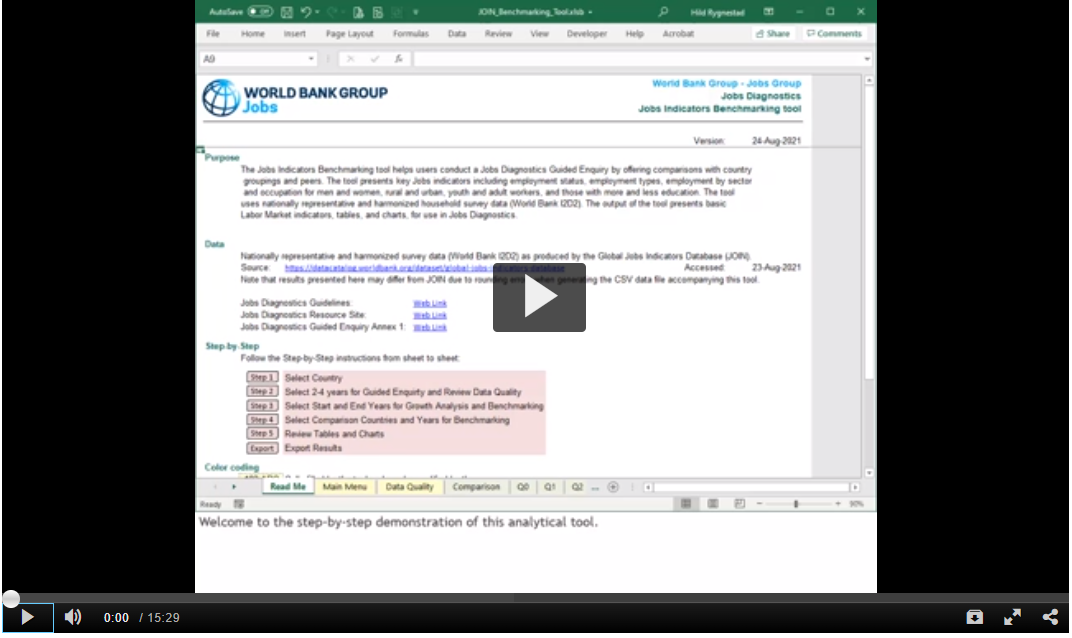 AutoSave Off JOIN_Benchmarking_Tool.xlsb Hild Rygnestad
File Home Insert Page Layout Formulas Data Review View Developer Help Acrobat Share Comments
A9 fx
WORLD BANK GROUP
Jobs
World Bank Group - Jobs Group
Jobs Diagnostics
Jobs Indicators Benchmarking tool
Version: 24-Aug-2021
Purpose
The Jobs Indicators Benchmarking tool helps users conduct a Jobs Diagnostics Guided Enquiry by offering comparisons with country
groupings and peers. The tool presents key Jobs indicators including employment status, employment types, employment by sector
and occupation for men and women, rural and urban, youth and adult workers, and those with more and less education. The tool
uses nationally representative and harmonized household survey data (World Bank I2D2). The output of the tool presents basic
Labor Market indicators, tables, and charts, for use in Jobs Diagnostics.
Data
Nationally representative and harmonized survey data (World Bank I2D2) as produced by the Global Jobs Indicators Database (JOIN).
Source: https://datacatalog.worldbank.org/dataset/global-jobs-indicators-database Accessed: 23-Aug-2021
Note that results presented here may differ from JOIN due to rounding when generating the CSV data file accompanying this tool.
Jobs Diagnostics Guidelines: Web Link
Jobs Diagnostics Resource Site: Web Link
Jobs Diagnostics Guided Enquiry Annex 1: Web Link
Step-by-Step
Follow the Step-by-Step instructions from sheet to sheet:
Step 1 Select Country
Step 2 Select 2-4 years for Guided Enquirty and Review Data Quality
Step 3 Select Start and End Years for Growth Analysis and Benchmarking
Step 4 Select Comparison Countries and Years for Benchmarking
Step 5 Review Tables and Charts
Export Export Results
Color coding
Read Me Main Menu Data Quality Comparison Q0 Q1 Q2 ...
Ready 90%
Welcome to the step-by-step demonstration of this analytical tool.
0:00 / 15:29